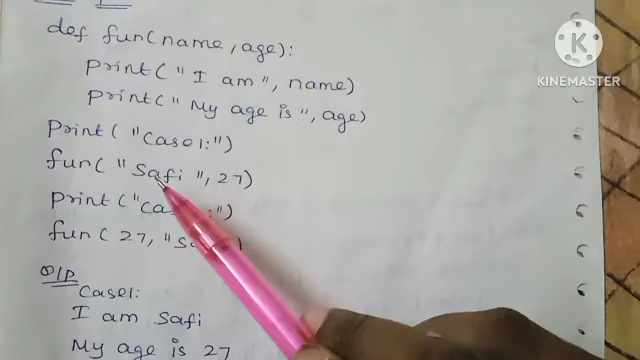 def fun(name, age):
print("I am", name)
print("My age is", age)
print("Case1:")
fun("Safi", 27)
print("
fun(27, "
O/P
Case1:
I am Safi
My age is 27
K
KINEMASTER